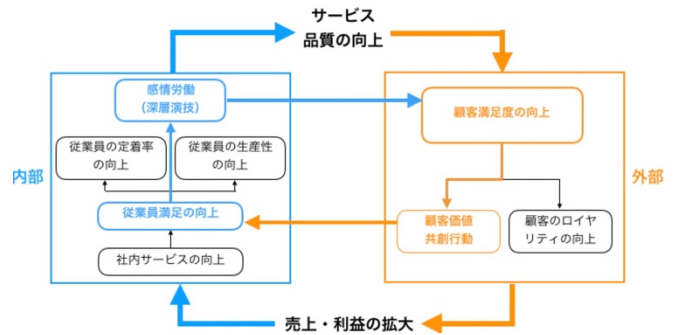 サービス
品質の向上
感情労働
(深層演技)
顧客満足度の向上
従業員の定着率
の向上
従業員の生産性
の向上
内部
外部
従業員満足の向上
顧客価値
共創行動
顧客のロイヤ
リティの向上
社内サービスの向上
売上・利益の拡大